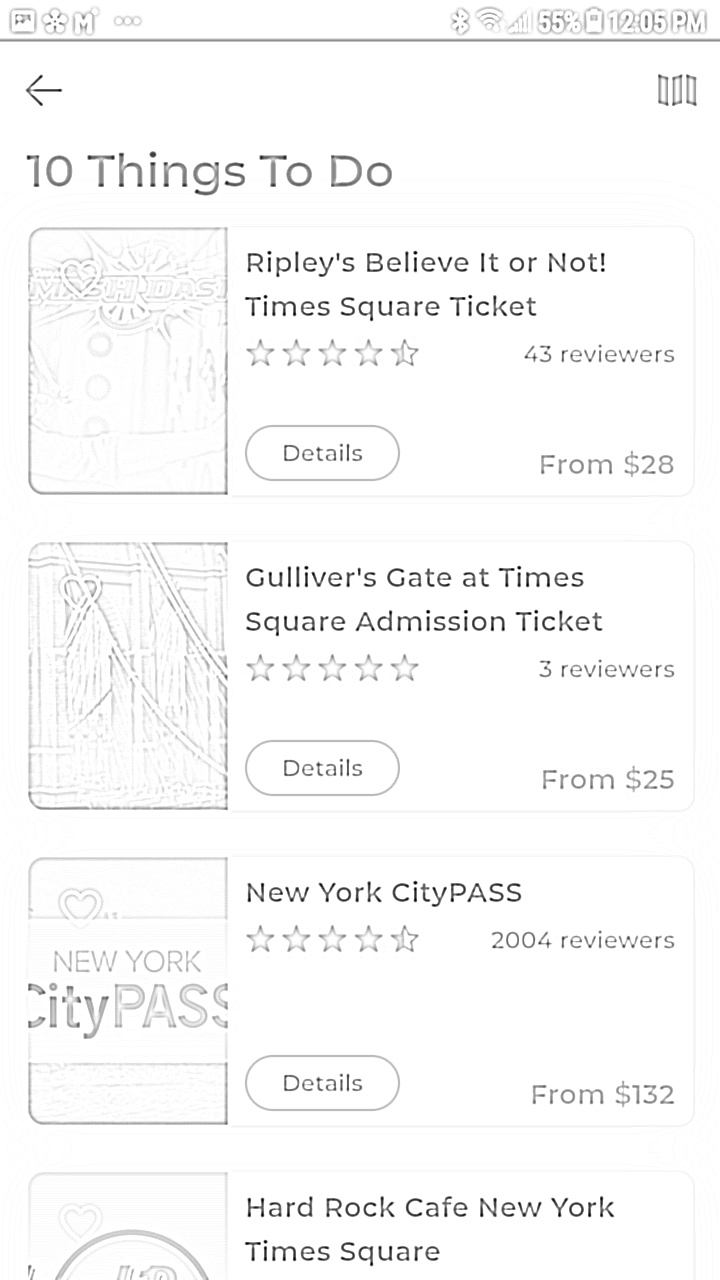 55% 12:05 PM
10 Things To Do
Ripley's Believe It or Not!
Times Square Ticket
43 reviewers
Details
From $28
Gulliver's Gate at Times
Square Admission Ticket
3 reviewers
Details
From $25
NEW YORK
CityPASS
New York CityPASS
2004 reviewers
Details
From $132
Hard Rock Cafe New York
Times Square